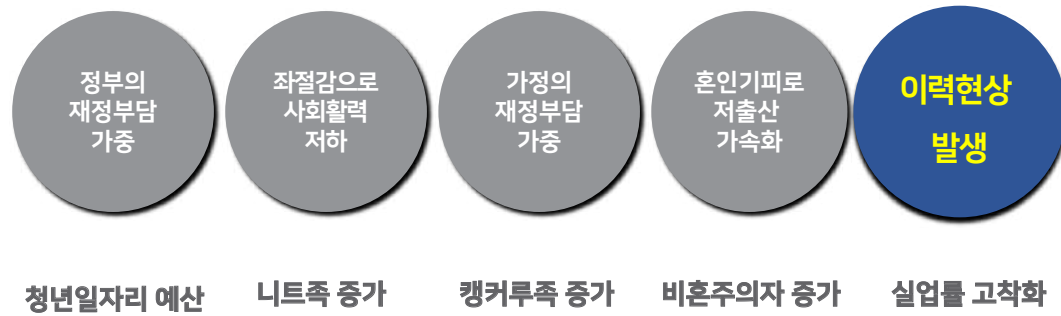 정부의
재정부담
가중
좌절감으로
사회활력
저하
가정의
재정부담
가중
혼인기피로
저출산
가속화
이력현상
발생
청년일자리 예산
니트족 증가
캥커루족 증가
비혼주의자 증가
실업률 고착화